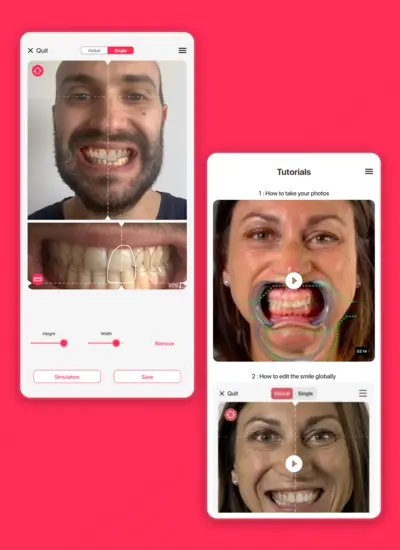 Quit
Global
Single
30%
Height
Width
Remove
Simulation
Save
Tutorials
1 : How to take your photos
02:14
2 : How to edit the smile globally
Quit
Global
Single